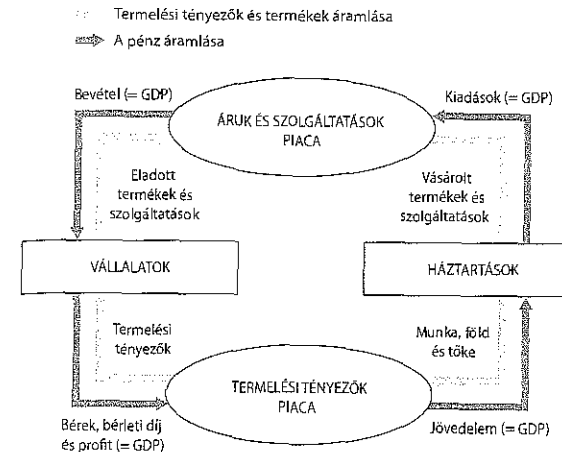 Termelési tényezők és termékek áramlása
A pénz áramlása
Bevétel (= GDP)
Kiadások (= GDP)
ÁRUK ÉS SZOLGÁLTATÁSOK
PIACA
Eladott
termékek és
szolgáltatások
Vásárolt
termékek és
szolgáltatások
VÁLLALATOK
HÁZTARTÁSOK
Termelési
tényezők
Munka, föld
és tőke
TERMELÉSI TÉNYEZŐK
PIACA
Bérek, bérleti díj
és profit (= GDP)
Jövedelem (= GDP)